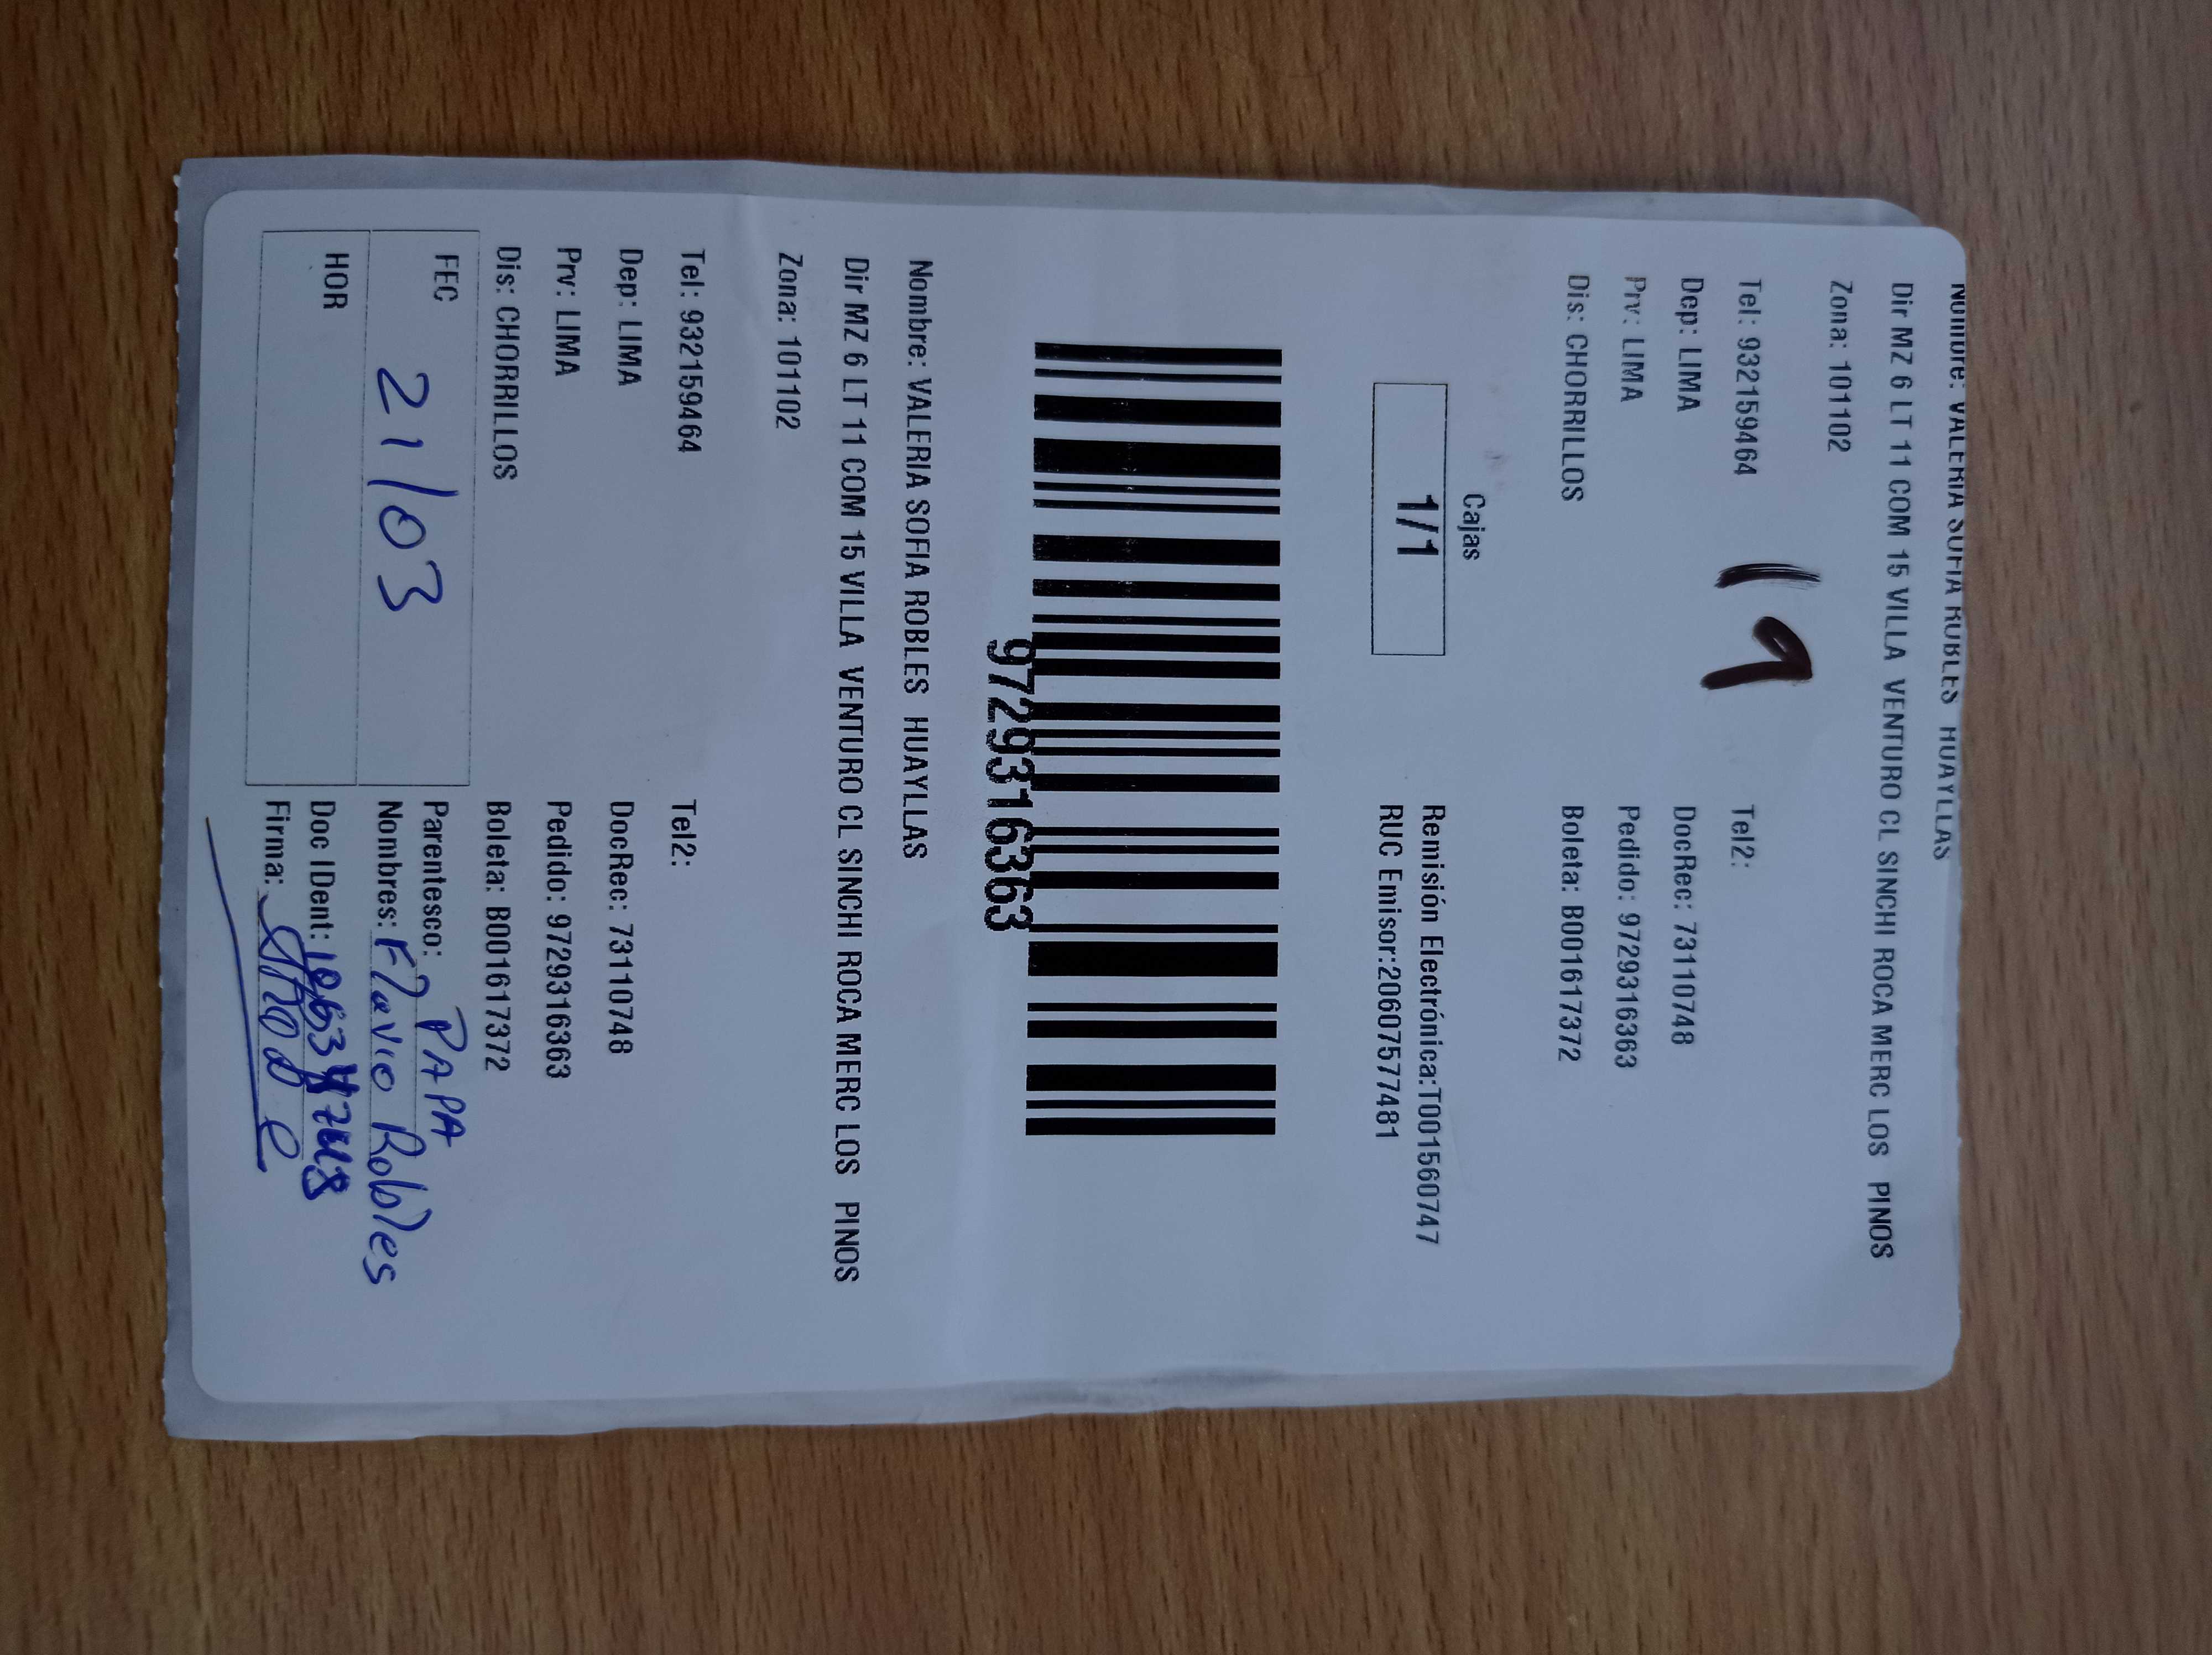 Nombre: VALERIA SOFIA ROBLES HUAYLLAS
Dir MZ 6 LT 11 COM 15 VILLA VENTURO CL SINCHI ROCA MERC LOS PINOS
Zona: 101102
Tel: 932159464 Tel2:
19
Dep: LIMA DocRec: 73110748
Prv: LIMA Pedido: 9729316363
Dis: CHORRILLOS Boleta: B001617372
Cajas
1/1
Remisión Electrónica:T001560747
RUC Emisor:20607577481
9729316363
Nombre: VALERIA SOFIA ROBLES HUAYLLAS
Dir MZ 6 LT 11 COM 15 VILLA VENTURO CL SINCHI ROCA MERC LOS PINOS
Zona: 101102
Tel: 932159464 Tel2:
Dep: LIMA DocRec: 73110748
Prv: LIMA Pedido: 9729316363
Dis: CHORRILLOS Boleta: B001617372
FEC 21/03
HOR
Parentesco: PAPA
Nombres: Flavio Robles
Doc IDent:
Firma: